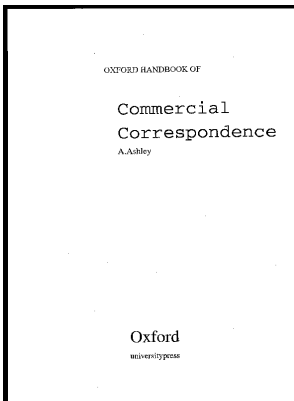 OXFORD HANDBOOK OF
Commercial
Correspondence
A.Ashley
Oxford
universitypress